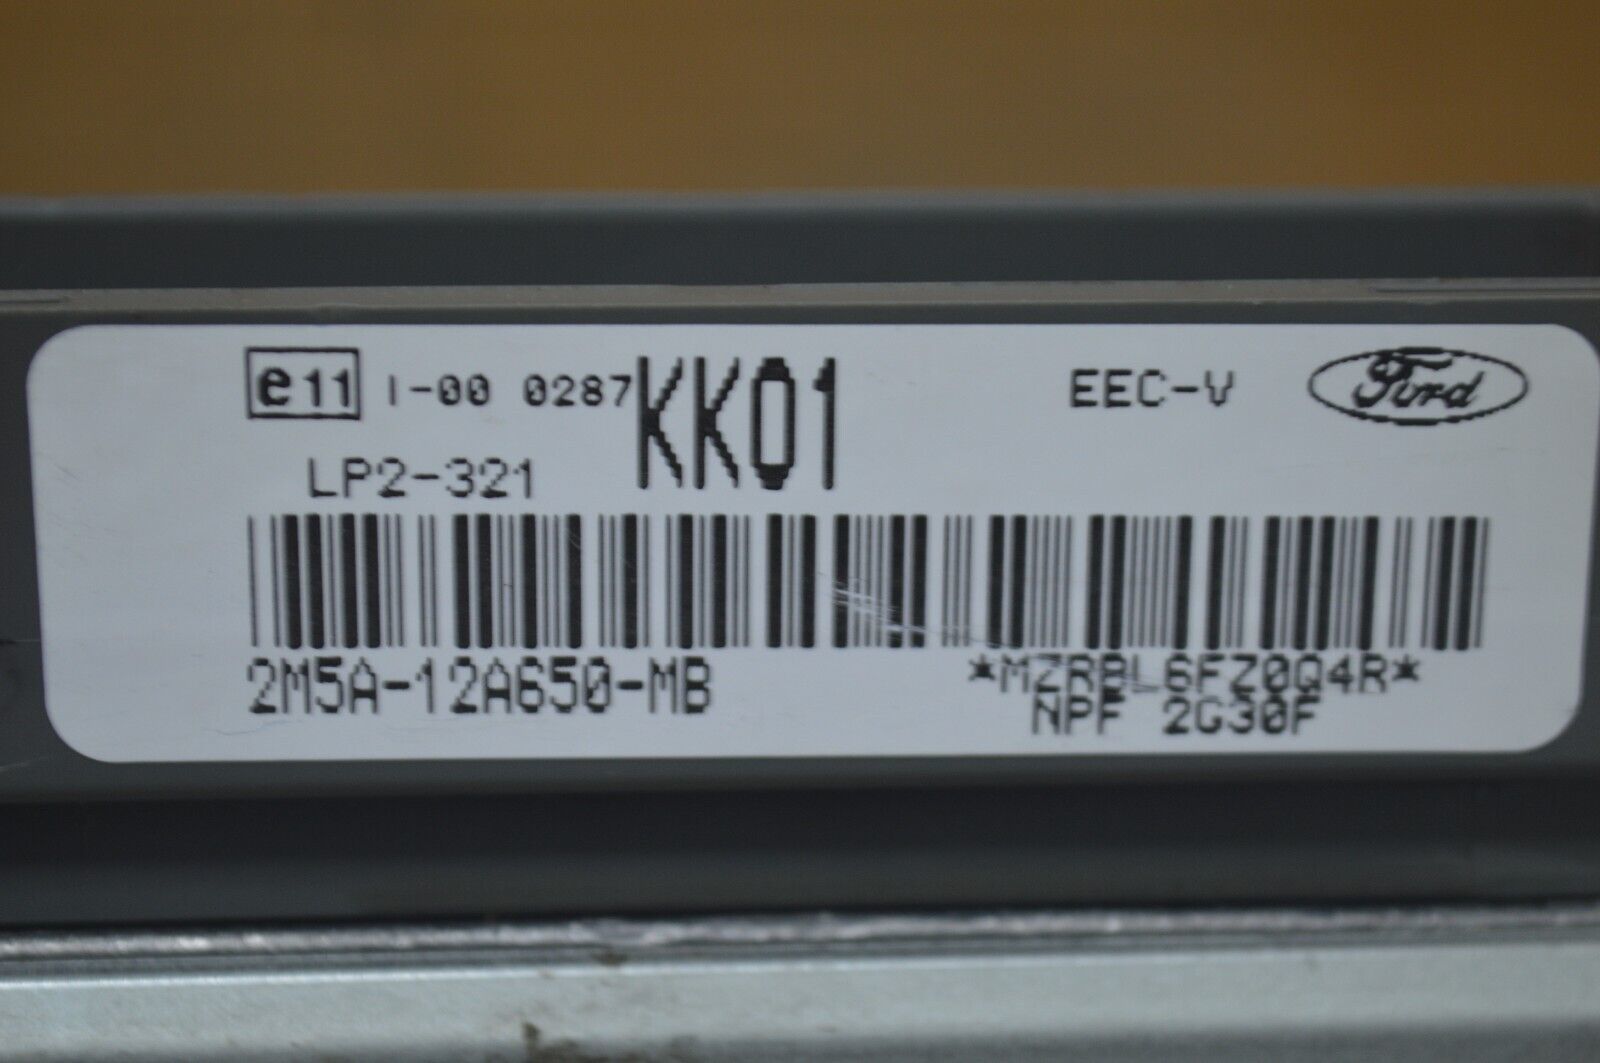 e11 I-00 0287 KK01 EEC-V Ford
LP2-321
2M5A-12A650-MB *MZRBL6FZ0Q4R*
NPF 2G30F